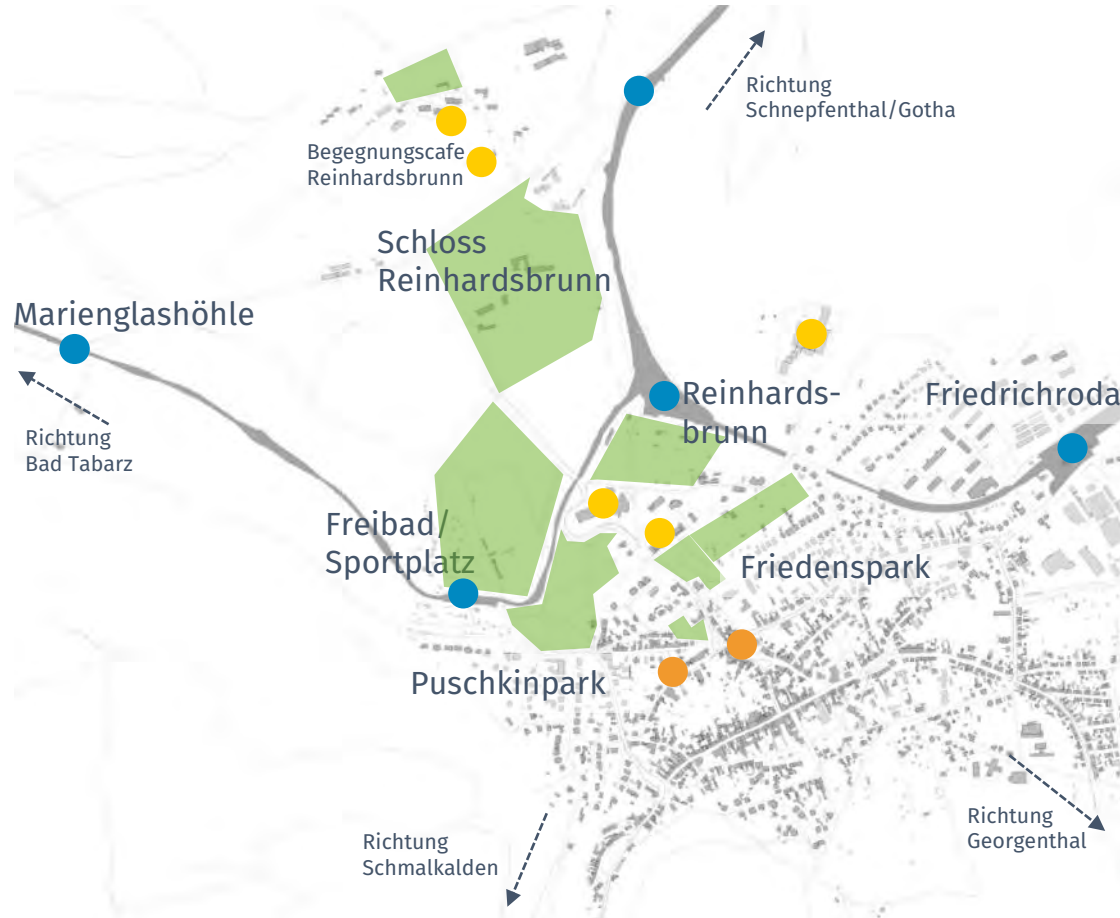 Richtung
Schnepfenthal/Gotha
Begegnungscafe
Reinhardsbrunn
Schloss
Reinhardsbrunn
Marienglashöhle
Richtung
Bad Tabarz
Reinhards-
brunn
Friedrichroda
Freibad/
Sportplatz
Friedenspark
Puschkinpark
Richtung
Schmalkalden
Richtung
Georgenthal